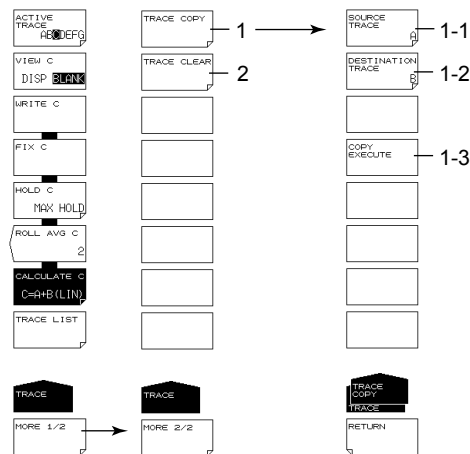 ACTIVE
TRACE
ABCDEFG
VIEW C
DISP BLANK
WRITE C
FIX C
HOLD C
MAX HOLD
ROLL AVG C
2
CALCULATE C
C=A+B(LIN)
TRACE LIST
TRACE
MORE 1/2
TRACE COPY
1
TRACE CLEAR
2
TRACE
MORE 2/2
SOURCE
TRACE
A
1-1
DESTINATION
TRACE
B
1-2
COPY
EXECUTE
1-3
TRACE
COPY
TRACE
RETURN